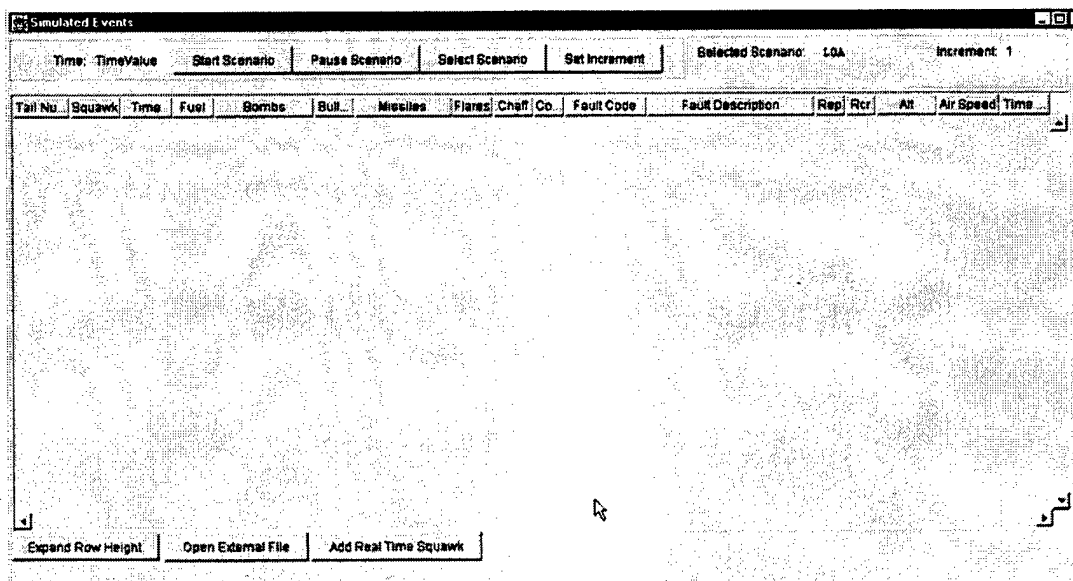 Simulated Events
Time: TimeValue Start Scenario Pause Scenario Select Scenario Set Increment Selected Scenario: LOA Increment: 1
Tail Nu... Squawk Time Fuel Bombs Bull... Missiles Flares Chaff Co... Fault Code Fault Description Rep Rcr Alt Air Speed Time ...
Expand Row Height Open External File Add Real Time Squawk